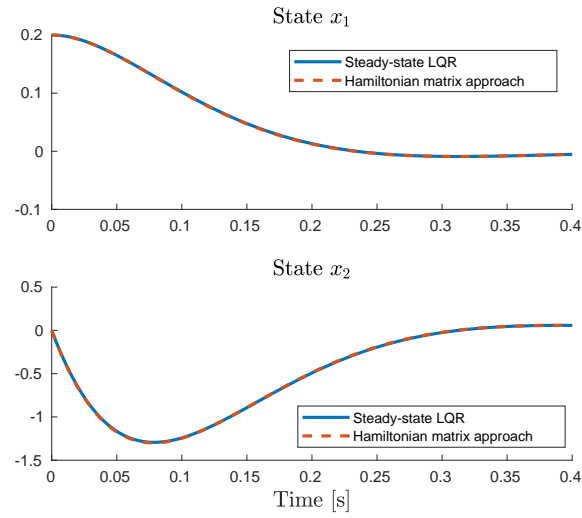 State x₁
0.2
0.1
0
-0.1
Steady-state LQR
Hamiltonian matrix approach
0 0.05 0.1 0.15 0.2 0.25 0.3 0.35 0.4
State x₂
0.5
0
-0.5
-1
-1.5
Steady-state LQR
Hamiltonian matrix approach
0 0.05 0.1 0.15 0.2 0.25 0.3 0.35 0.4
Time [s]